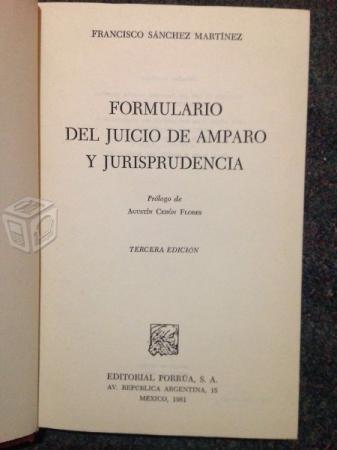 FRANCISCO SÁNCHEZ MARTÍNEZ
FORMULARIO
DEL JUICIO DE AMPARO
Y JURISPRUDENCIA
Prólogo de
AGUSTÍN CERÓN FLORES
TERCERA EDICIÓN
EDITORIAL PORRÚA, S. A.
AV. REPÚBLICA ARGENTINA, 15
MÉXICO, 1981